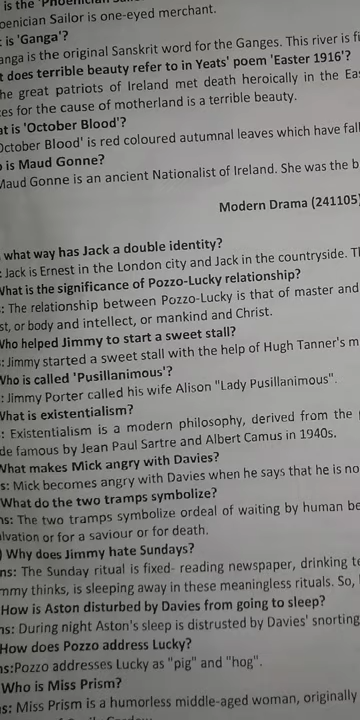 is the 'Phoenician Sailor
oenician Sailor is one-eyed merchant.
is 'Ganga'?
anga is the original Sanskrit word for the Ganges. This river is fi
t does terrible beauty refer to in Yeats' poem 'Easter 1916'?
he great patriots of Ireland met death heroically in the Eas
es for the cause of motherland is a terrible beauty.
at is 'October Blood'?
October Blood' is red coloured autumnal leaves which have fall
o is Maud Gonne?
Maud Gonne is an ancient Nationalist of Ireland. She was the b
Modern Drama (241105)
what way has Jack a double identity?
: Jack is Ernest in the London city and Jack in the countryside. Th
What is the significance of Pozzo-Lucky relationship?
s: The relationship between Pozzo-Lucky is that of master and
st, or body and intellect, or mankind and Christ.
Who helped Jimmy to start a sweet stall?
s: Jimmy started a sweet stall with the help of Hugh Tanner's m
Who is called 'Pusillanimous'?
: Jimmy Porter called his wife Alison "Lady Pusillanimous".
What is existentialism?
: Existentialism is a modern philosophy, derived from the
de famous by Jean Paul Sartre and Albert Camus in 1940s.
What makes Mick angry with Davies?
s: Mick becomes angry with Davies when he says that he is no
What do the two tramps symbolize?
ns: The two tramps symbolize ordeal of waiting by human be
lvation or for a saviour or for death.
) Why does Jimmy hate Sundays?
ns: The Sunday ritual is fixed- reading newspaper, drinking te
mmy thinks, is sleeping away in these meaningless rituals. So,
How is Aston disturbed by Davies from going to sleep?
ns: During night Aston's sleep is distrusted by Davies' snorting
How does Pozzo address Lucky?
ns:Pozzo addresses Lucky as "pig" and "hog".
Who is Miss Prism?
ns: Miss Prism is a humorless middle-aged woman, originally